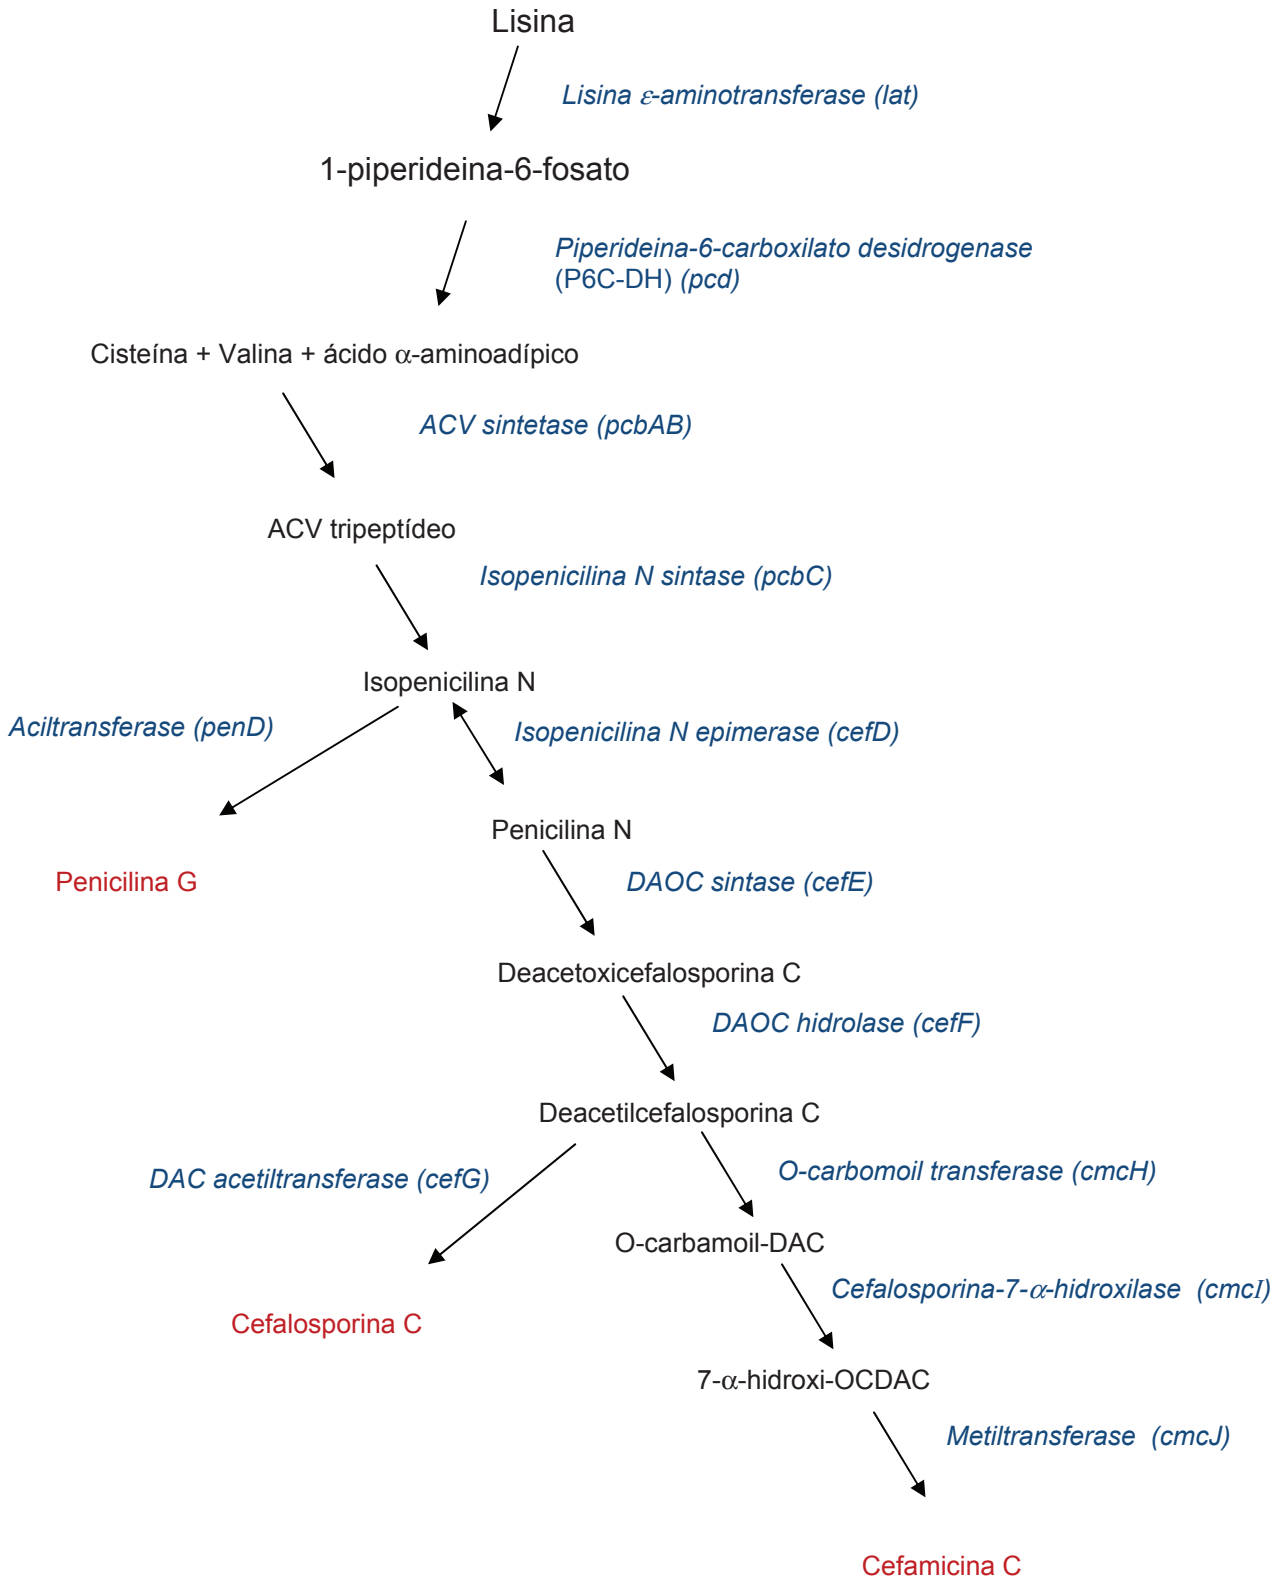 Lisina
Lisina ε-aminotransferase (lat)
1-piperideina-6-fosato
Piperideina-6-carboxilato desidrogenase
(P6C-DH) (pcd)
Cisteína + Valina + ácido α-aminoadípico
ACV sintetase (pcbAB)
ACV tripeptídeo
Isopenicilina N sintase (pcbC)
Isopenicilina N
Aciltransferase (penD)
Isopenicilina N epimerase (cefD)
Penicilina N
Penicilina G
DAOC sintase (cefE)
Deacetoxicefalosporina C
DAOC hidrolase (cefF)
Deacetilcefalosporina C
DAC acetiltransferase (cefG)
O-carbomoil transferase (cmcH)
O-carbamoil-DAC
Cefalosporina-7-α-hidroxilase (cmcI)
Cefalosporina C
7-α-hidroxi-OCDAC
Metiltransferase (cmcJ)
Cefamicina C